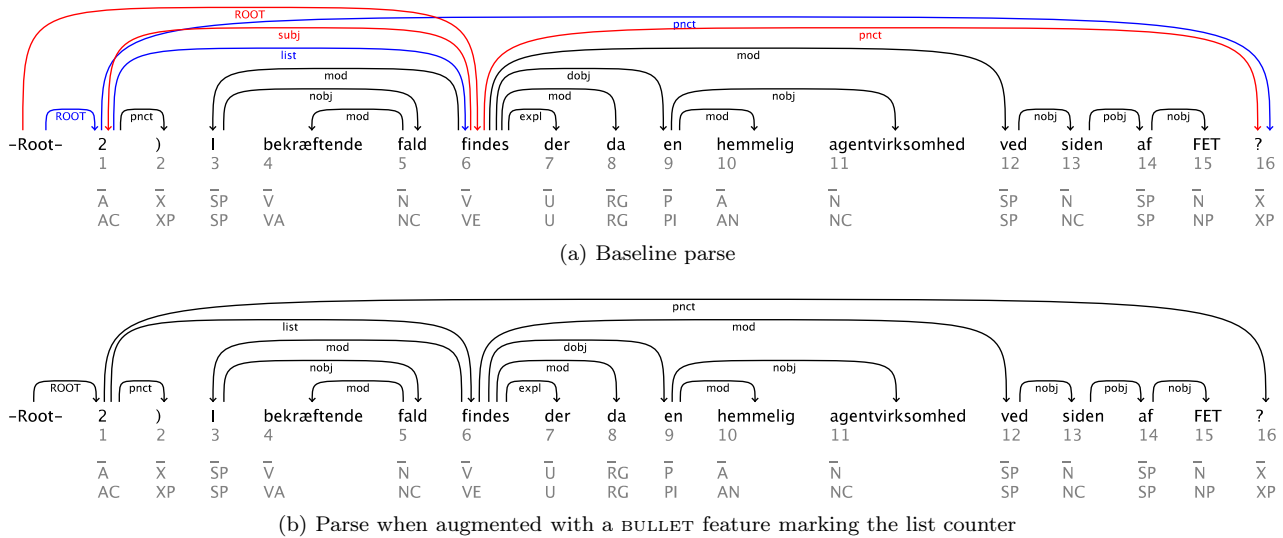 ROOT
pnct
subj
pnct
list
mod
mod
dobj
nobj
mod
nobj
ROOT
pnct
mod
expl
mod
nobj
pobj
nobj
-Root- 2 ) I bekræftende fald findes der da en hemmelig agentvirksomhed ved siden af FET ?
1 2 3 4 5 6 7 8 9 10 11 12 13 14 15 16
_ _ _ _ _ _ _ _ _ _ _ _ _ _ _ _
A X SP V N V U RG P A N SP N SP N X
AC XP SP VA NC VE U RG PI AN NC SP NC SP NP XP
(a) Baseline parse
pnct
list
mod
mod
dobj
nobj
mod
nobj
ROOT
pnct
mod
expl
mod
nobj
pobj
nobj
-Root- 2 ) I bekræftende fald findes der da en hemmelig agentvirksomhed ved siden af FET ?
1 2 3 4 5 6 7 8 9 10 11 12 13 14 15 16
_ _ _ _ _ _ _ _ _ _ _ _ _ _ _ _
A X SP V N V U RG P A N SP N SP N X
AC XP SP VA NC VE U RG PI AN NC SP NC SP NP XP
(b) Parse when augmented with a BULLET feature marking the list counter